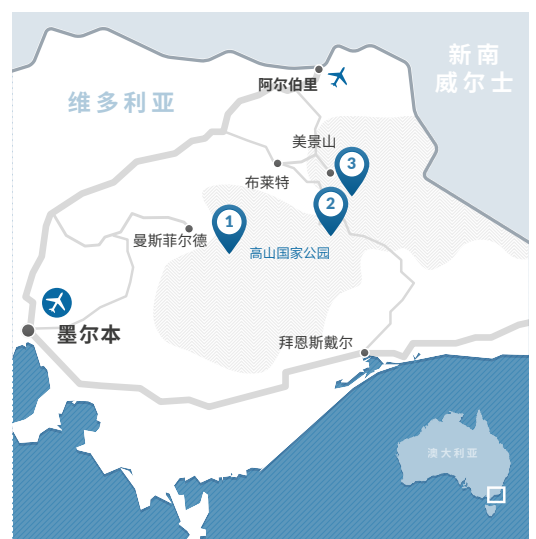 新南
威尔士
维多利亚
阿尔伯里
美景山
3
布莱特
2
1
曼斯菲尔德
高山国家公园
墨尔本
拜恩斯戴尔
澳大利亚